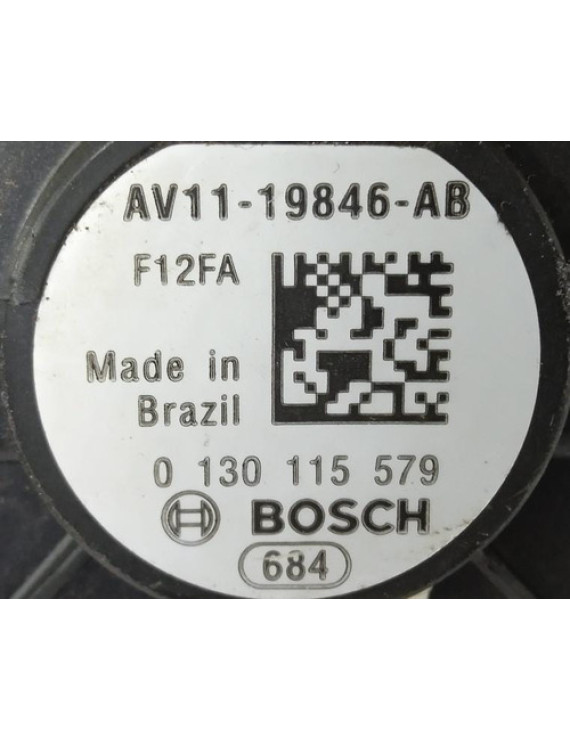 AV11-19846-AB
F12FA
Made in
Brazil
0 130 115 579
BOSCH
684